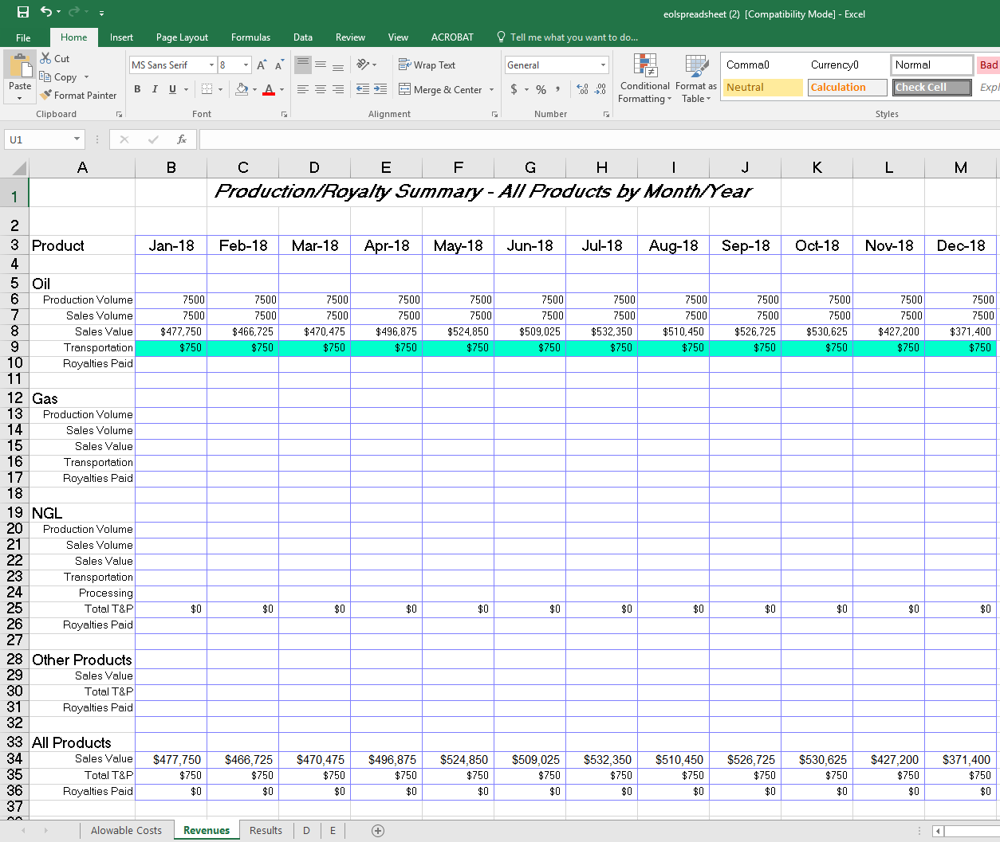 eolspreadsheet (2) [Compatibility Mode] - Excel
File Home Insert Page Layout Formulas Data Review View ACROBAT Tell me what you want to do...
Paste Cut Copy Format Painter Clipboard
MS Sans Serif 8 A A B I U A Font
Wrap Text Merge & Center Alignment
General $ % , Number
Conditional Formatting Format as Table
Comma0 Currency0 Normal Bad
Neutral Calculation Check Cell Expl
Styles
U1 fx
A B C D E F G H I J K L M
1 Production/Royalty Summary - All Products by Month/Year
2
3 Product Jan-18 Feb-18 Mar-18 Apr-18 May-18 Jun-18 Jul-18 Aug-18 Sep-18 Oct-18 Nov-18 Dec-18
4
5 Oil
6 Production Volume 7500 7500 7500 7500 7500 7500 7500 7500 7500 7500 7500 7500
7 Sales Volume 7500 7500 7500 7500 7500 7500 7500 7500 7500 7500 7500 7500
8 Sales Value $477,750 $466,725 $470,475 $496,875 $524,850 $509,025 $532,350 $510,450 $526,725 $530,625 $427,200 $371,400
9 Transportation $750 $750 $750 $750 $750 $750 $750 $750 $750 $750 $750 $750
10 Royalties Paid
11
12 Gas
13 Production Volume
14 Sales Volume
15 Sales Value
16 Transportation
17 Royalties Paid
18
19 NGL
20 Production Volume
21 Sales Volume
22 Sales Value
23 Transportation
24 Processing
25 Total T&P $0 $0 $0 $0 $0 $0 $0 $0 $0 $0 $0 $0
26 Royalties Paid
27
28 Other Products
29 Sales Value
30 Total T&P
31 Royalties Paid
32
33 All Products
34 Sales Value $477,750 $466,725 $470,475 $496,875 $524,850 $509,025 $532,350 $510,450 $526,725 $530,625 $427,200 $371,400
35 Total T&P $750 $750 $750 $750 $750 $750 $750 $750 $750 $750 $750 $750
36 Royalties Paid $0 $0 $0 $0 $0 $0 $0 $0 $0 $0 $0 $0
37
Alowable Costs Revenues Results D E